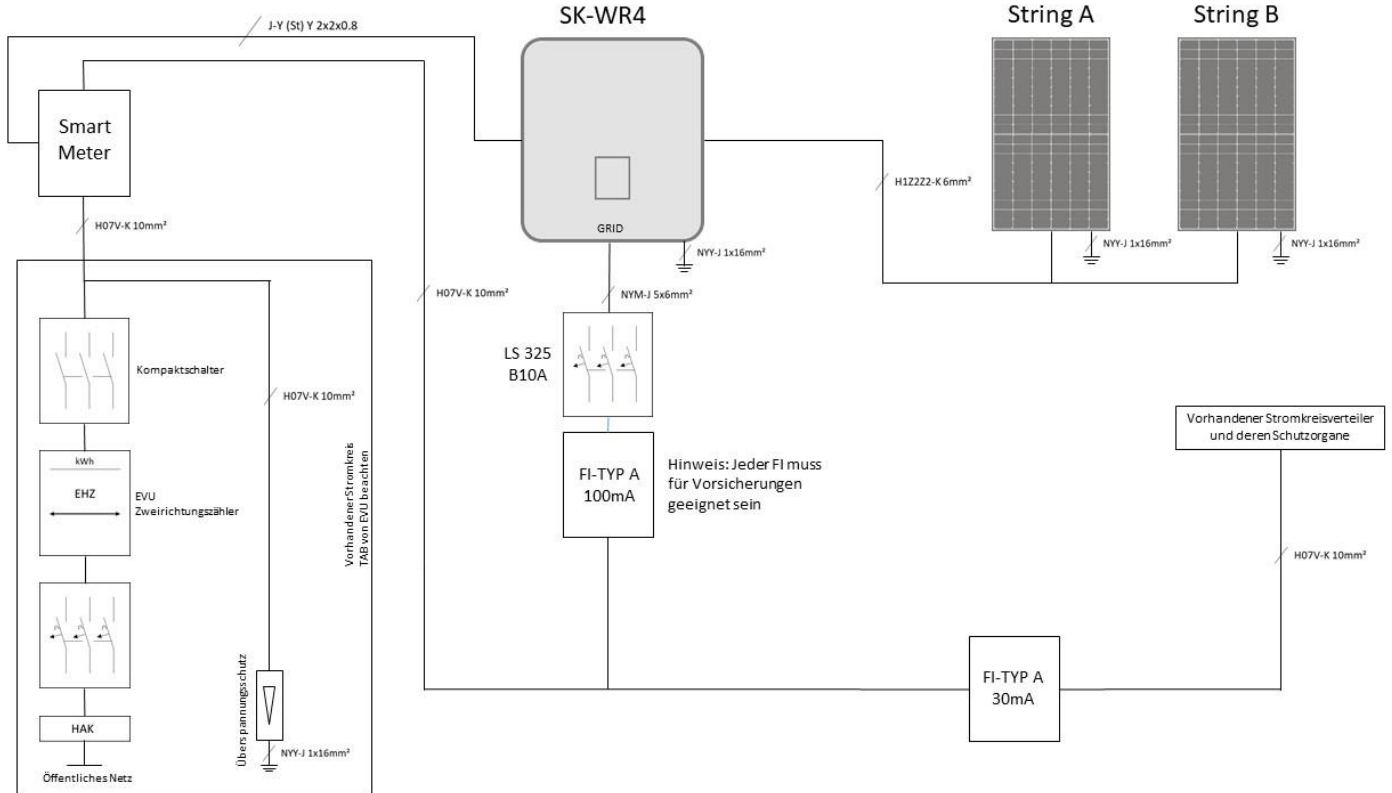 SK-WR4
String A
String B
J-Y (St) Y 2x2x0.8
Smart
Meter
H07V-K 10mm²
GRID
NYY-J 1x16mm²
H1Z2Z2-K 6mm²
NYY-J 1x16mm²
NYY-J 1x16mm²
H07V-K 10mm²
NYM-J 5x6mm²
LS 325
B10A
Kompaktschalter
H07V-K 10mm²
kWh
EHZ
EVU
Zweirichtungszähler
Vorhandener Stromkreis
TAB von EVU beachten
FI-TYP A
100mA
Hinweis: Jeder FI muss
für Vorsicherungen
geeignet sein
Vorhandener Stromkreisverteiler
und deren Schutzorgane
H07V-K 10mm²
FI-TYP A
30mA
Überspannungsschutz
NYY-J 1x16mm²
HAK
Öffentliches Netz